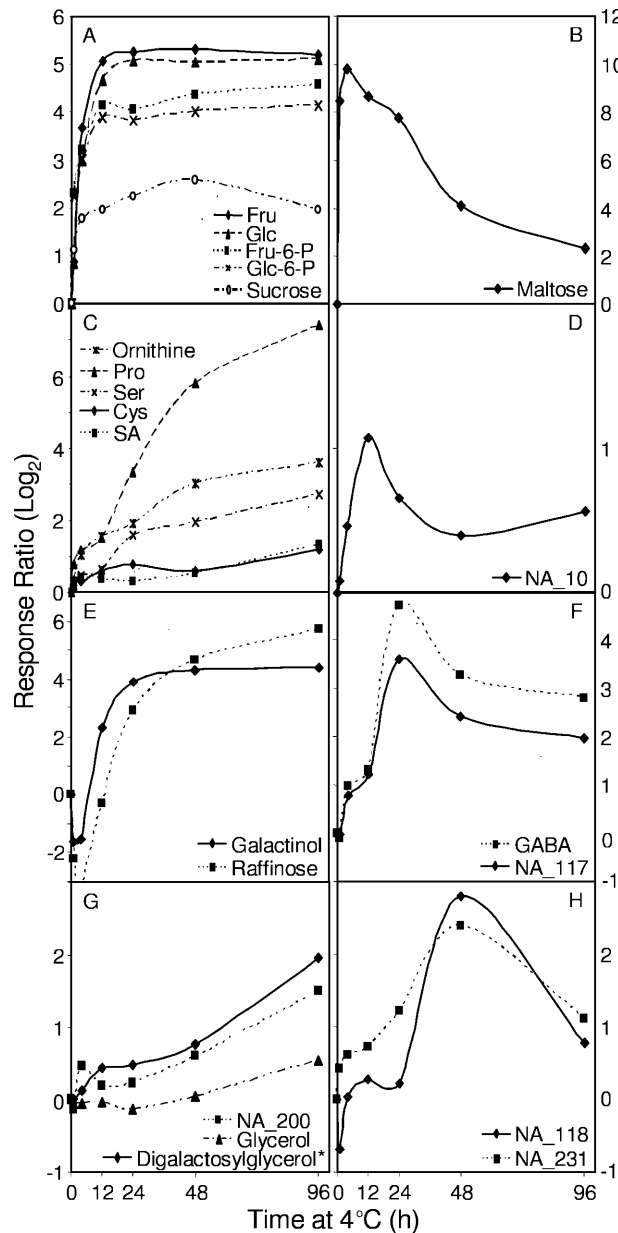 A
6
5
4
3
2
1
0
Fru
Glc
Fru-6-P
Glc-6-P
Sucrose
B
12
10
8
6
4
2
0
Maltose
C
6
4
2
0
Ornithine
Pro
Ser
Cys
SA
D
1
0
NA_10
Response Ratio (Log2)
E
6
4
2
0
-2
Galactinol
Raffinose
F
4
3
2
1
0
-1
GABA
NA_117
G
2
1
0
-1
NA_200
Glycerol
Digalactosylglycerol*
H
2
1
0
-1
NA_118
NA_231
0 12 24 48 96
0 12 24 48 96
Time at 4°C (h)